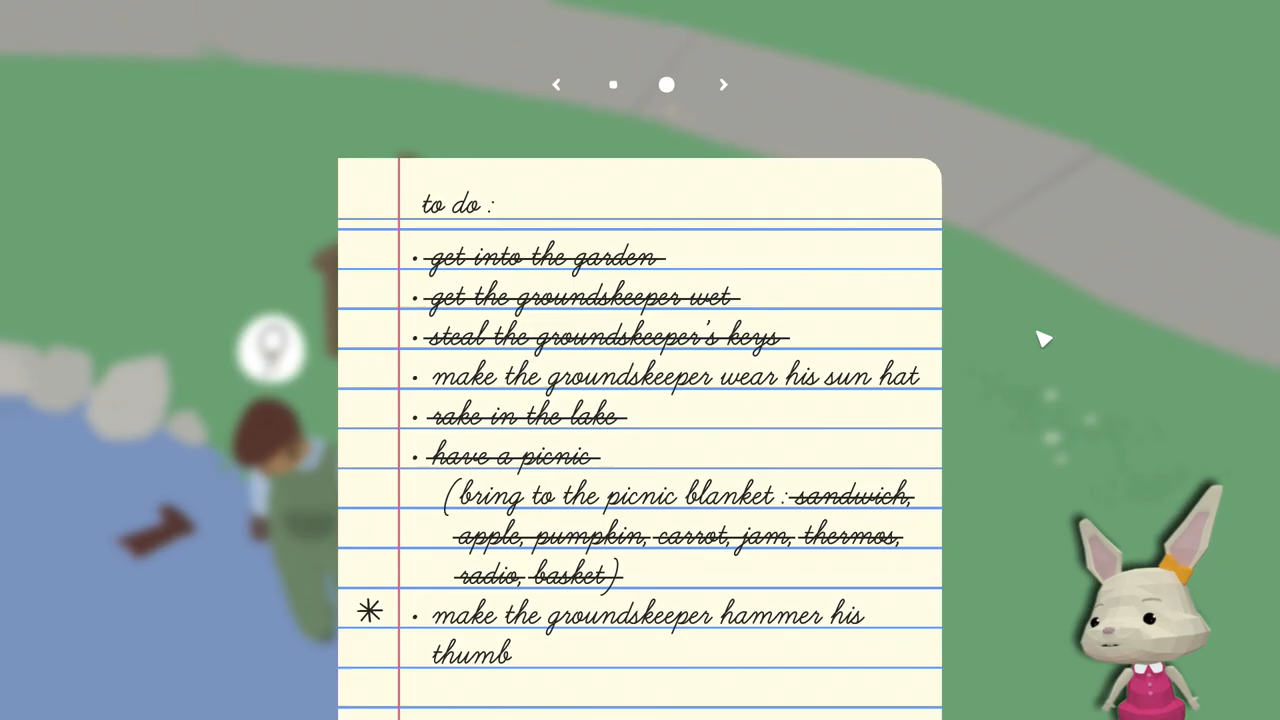 to do :
• get into the garden
• get the groundskeeper wet
• steal the groundskeeper's keys
• make the groundskeeper wear his sun hat
• rake in the lake
• have a picnic
(bring to the picnic blanket : sandwich,
apple, pumpkin, carrot, jam, thermos,
radio, basket)
• make the groundskeeper hammer his
thumb